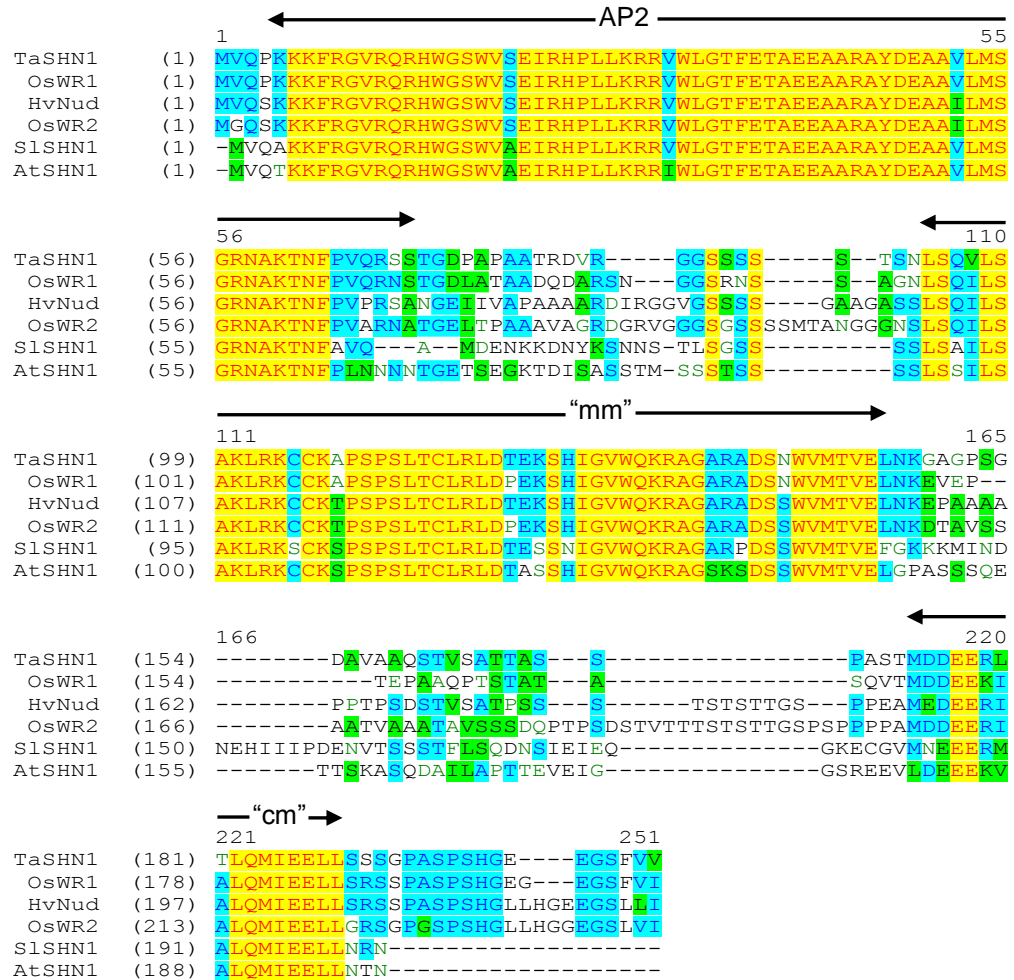 AP2
1 55
TaSHN1 (1) MVQPKKKFRGVRQRHWGSWVSEIRHPLLKRRVWLGTFETAEEAARAYDEAAVLMS
OsWR1 (1) MVQPKKKFRGVRQRHWGSWVSEIRHPLLKRRVWLGTFETAEEAARAYDEAAVLMS
HvNud (1) MVQSKKKFRGVRQRHWGSWVSEIRHPLLKRRVWLGTFETAEEAARAYDEAAILMS
OsWR2 (1) MGQSKKKFRGVRQRHWGSWVSEIRHPLLKRRVWLGTFETAEEAARAYDEAAILMS
SlSHN1 (1) -MVQAKKFRGVRQRHWGSWVSEIRHPLLKRRVWLGTFETAEEAARAYDEAAVLMS
AtSHN1 (1) -MVQTKKFRGVRQRHWGSWVAEIRHPLLKRRIWLGTFETAEEAARAYDEAAVLMS
56 110
TaSHN1 (56) GRNAKTNFPVQRSSTGDPAPAATRDVR-----GGSSSS-----S--TSNLSQVLS
OsWR1 (56) GRNAKTNFPVQRNSTGDLATAADQDARSN---GGSRNS-----S--AGNLSQILS
HvNud (56) GRNAKTNFPVPRSANGEIIVAPAAAARDIRGGVGSSSS----GAAGASSLSQILS
OsWR2 (56) GRNAKTNFPVARNATGELTPAAAVAGRDGRVGGGSGSSSSMTANGGGNSLSQILS
SlSHN1 (55) GRNAKTNFAVQ---A--MDENKKDNYKSNNS-TLSGSS---------SSLSAILS
AtSHN1 (55) GRNAKTNFPLNNNNTGETSEGKTDISASSTM-SSSTSS---------SSLSSILS
“mm”
111 165
TaSHN1 (99) AKLRKCCKAPSPSLTCLRLDTEKSHIGVWQKRAGARADSNWVMTVELNKGAGPSG
OsWR1 (101) AKLRKCCKAPSPSLTCLRLDPEKSHIGVWQKRAGARADSNWVMTVELNKEVEP--
HvNud (107) AKLRKCCKTPSPSLTCLRLDTEKSHIGVWQKRAGARADSSWVMTVELNKEPAAAA
OsWR2 (111) AKLRKCCKTPSPSLTCLRLDPEKSHIGVWQKRAGARADSSWVMTVELNKDTAVSS
SlSHN1 (95) AKLRKSCKSPSPSLTCLRLDTESSNIGVWQKRAGARPDSSWVMTVEFGKKKMIND
AtSHN1 (100) AKLRKCCKSPSPSLTCLRLDTASSHIGVWQKRAGSKSDSSWVMTVELGPASSSQE
166 220
TaSHN1 (154) --------DAVAAQSTVSATTAS---S-----------------PASTMDDEERL
OsWR1 (154) -----------TEPAAQPTSTAT---A-----------------SQVTMDDEEKI
HvNud (162) --------PPTPSDSTVSATPSS---S------TSTSTTGS---PPEAMEDEERI
OsWR2 (166) --------AATVAAATAVSSSDQPTPSDSTVTTTSTSTTGSPSPPPPAMDDEERI
SlSHN1 (150) NEHIIIPDENVTSSSTFLSQDNSIEIEQ--------------GKECGVMNEEERM
AtSHN1 (155) -------TTSKASQDAILAPTTEVEIG---------------GSREEVLDEEEKV
“cm”
221 251
TaSHN1 (181) TLQMIEELLSSSGPASPSHGE----EGSFVV
OsWR1 (178) ALQMIEELLSRSSPASPSHGEG---EGSFVI
HvNud (197) ALQMIEELLSRSSPASPSHGLLHGEEGSLLI
OsWR2 (213) ALQMIEELLGRSGPGSPSHGLLHGGEGSLVI
SlSHN1 (191) ALQMIEELLNRN-------------------
AtSHN1 (188) ALQMIEELLNTN-------------------